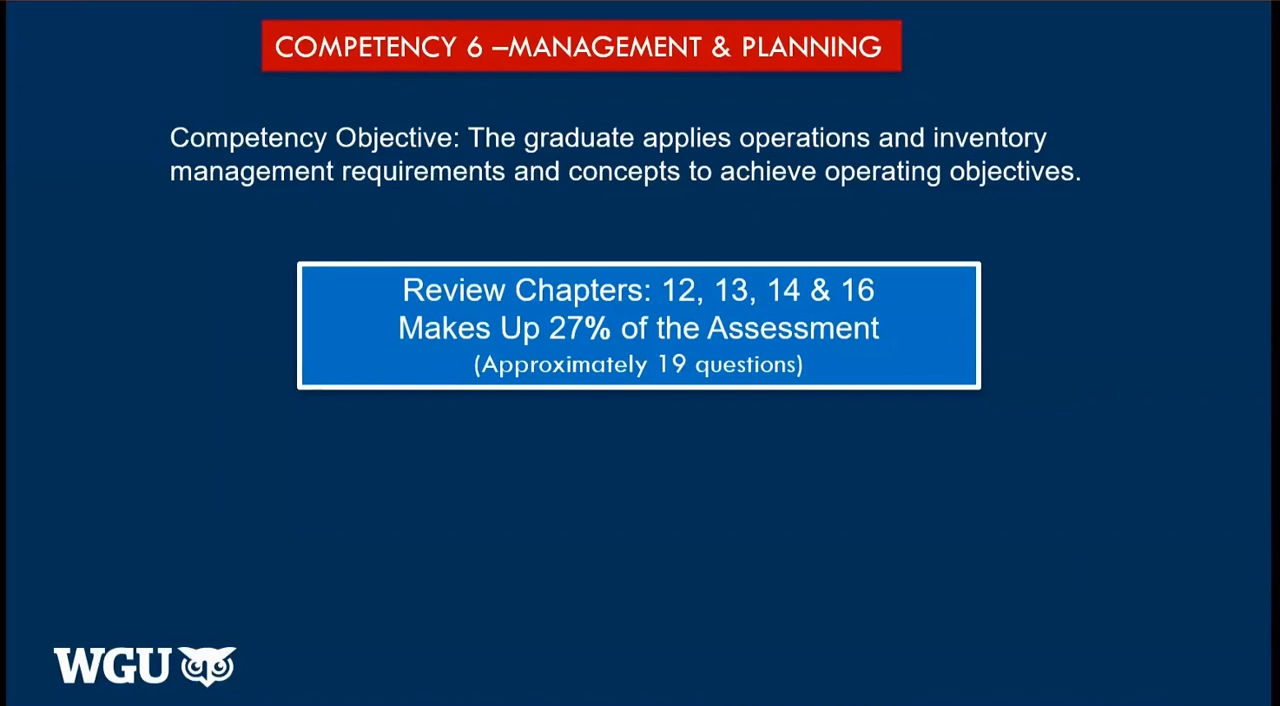 COMPETENCY 6 –MANAGEMENT & PLANNING
Competency Objective: The graduate applies operations and inventory
management requirements and concepts to achieve operating objectives.
Review Chapters: 12, 13, 14 & 16
Makes Up 27% of the Assessment
(Approximately 19 questions)
WGU